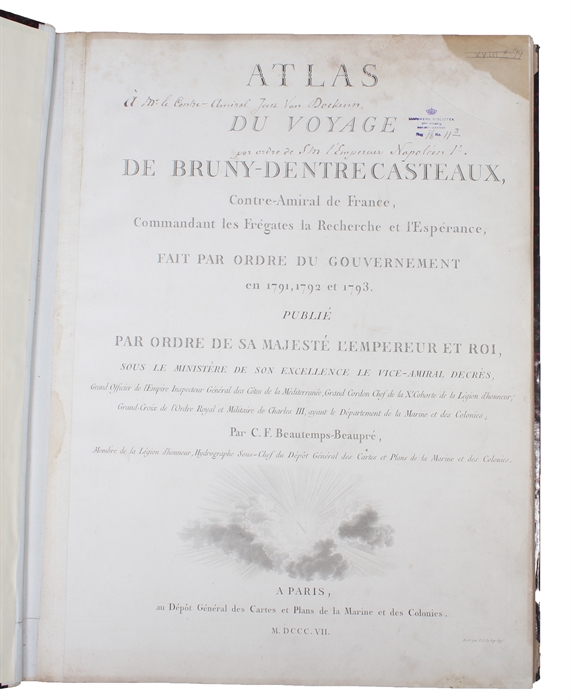 ATLAS
à Mr. le Contre-Amiral Jean Van Dockum.
DU VOYAGE
par ordre de S.M. l'Empereur Napoléon 1er.
DE BRUNY-DENTRECASTEAUX,
Contre-Amiral de France,
Commandant les Frégates la Recherche et l'Espérance,
FAIT PAR ORDRE DU GOUVERNEMENT
en 1791, 1792 et 1793.
PUBLIÉ
PAR ORDRE DE SA MAJESTÉ L'EMPEREUR ET ROI,
SOUS LE MINISTÈRE DE SON EXCELLENCE LE VICE-AMIRAL DECRÈS,
Grand Officier de l'Empire Inspecteur Général des Côtes de la Méditerranée, Grand Cordon Chef de la X.e Cohorte de la Légion d'honneur;
Grand-Croix de l'Ordre Royal et Militaire de Charles III, ayant le Département de la Marine et des Colonies,
Par C. F. Beautemps-Beaupré,
Membre de la Légion d'honneur, Hydrographe Sous-Chef du Dépôt Général des Cartes et Plans de la Marine et des Colonies.
A PARIS,
au Dépôt Général des Cartes et Plans de la Marine et des Colonies.
M. DCCC. VII.